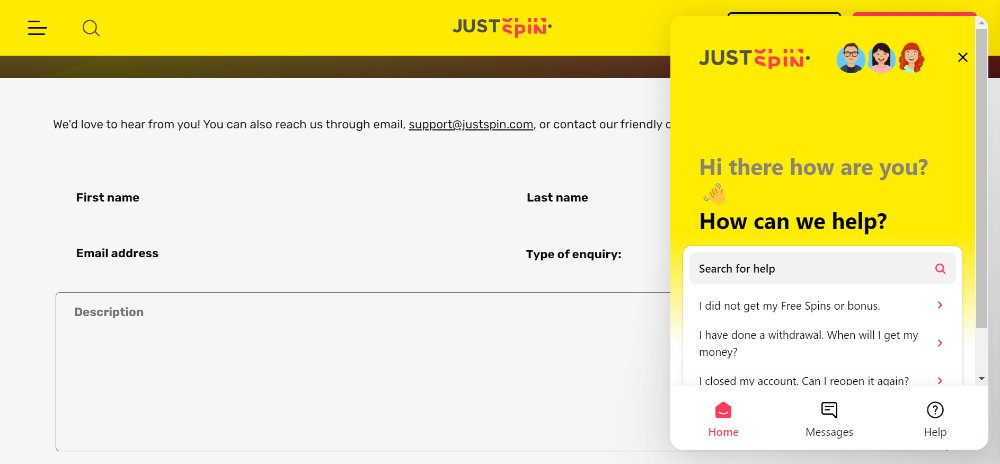 JUSTSPIN
We'd love to hear from you! You can also reach us through email, support@justspin.com, or contact our friendly
First name
Last name
Email address
Type of enquiry:
Description
JUSTSPIN
Hi there how are you?
👋
How can we help?
Search for help
I did not get my Free Spins or bonus.
I have done a withdrawal. When will I get my
money?
I closed my account. Can I reopen it again?
Home
Messages
Help